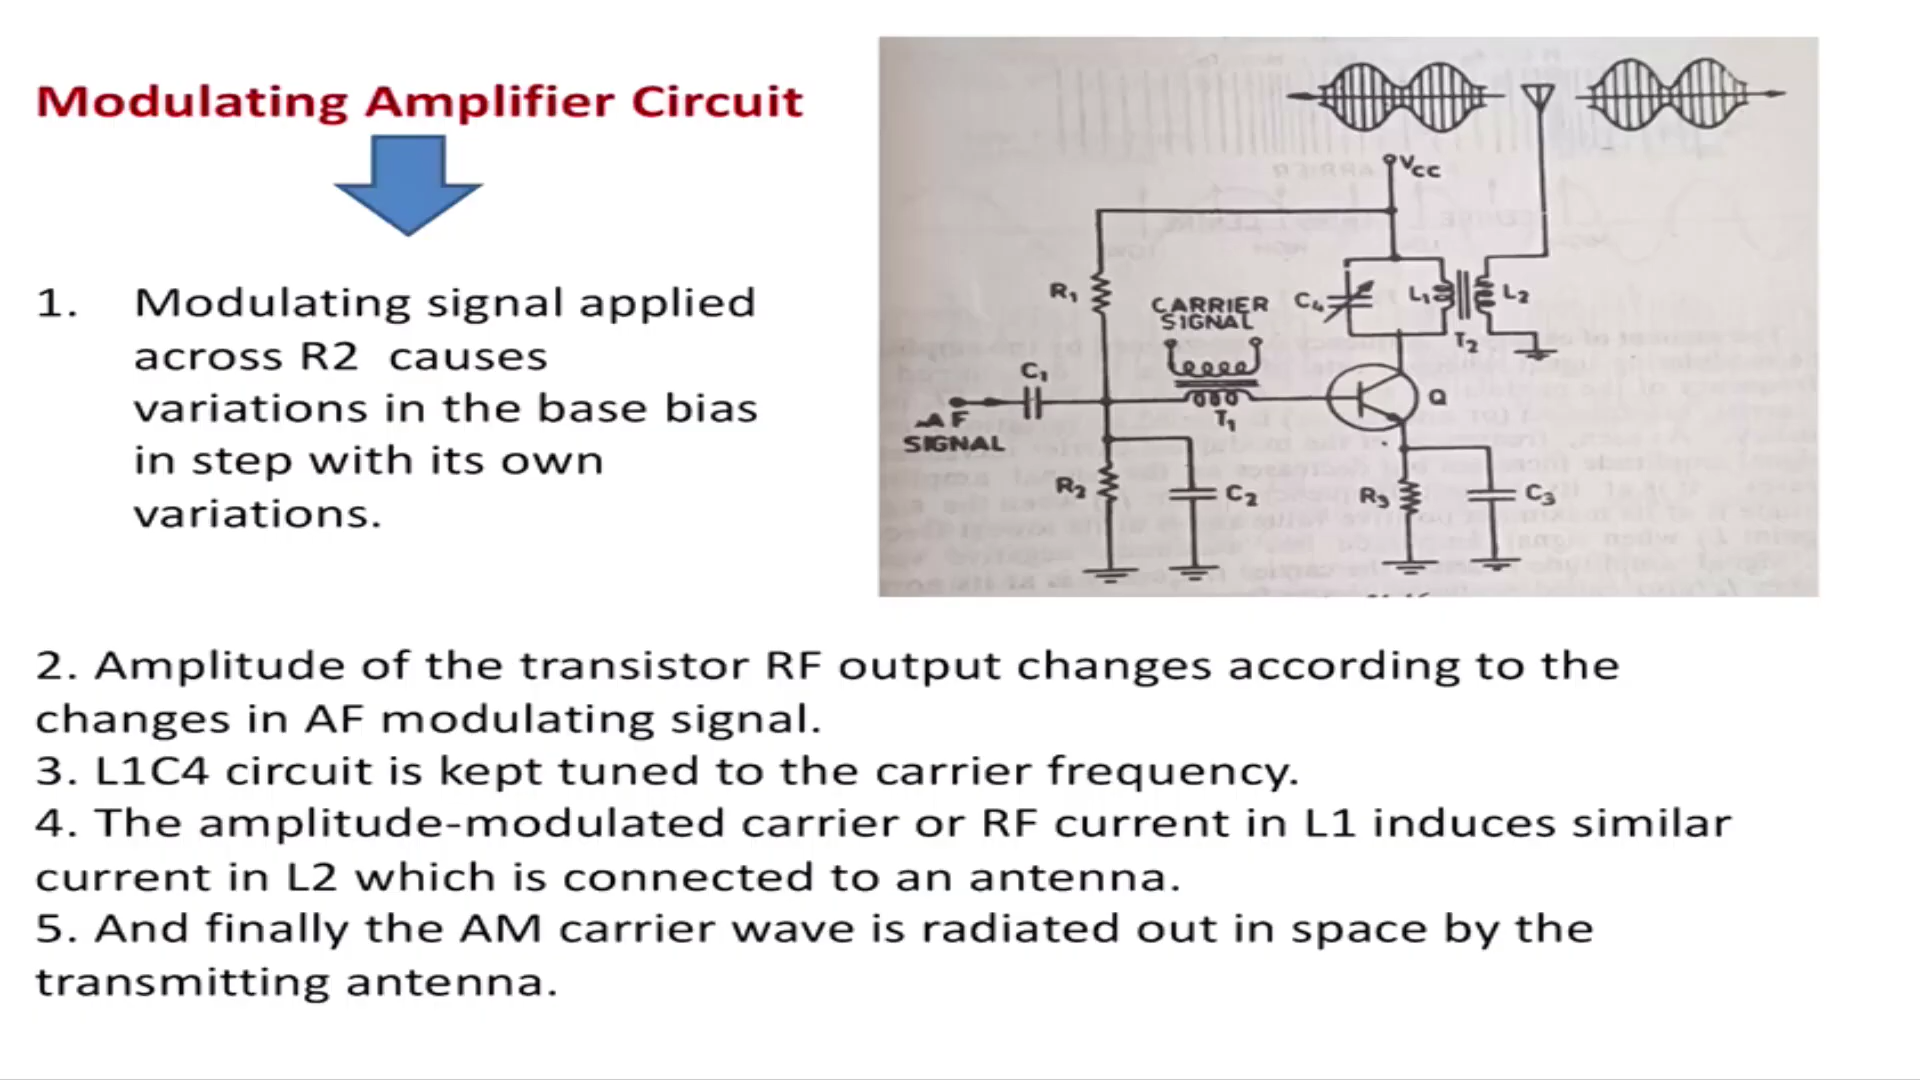 Modulating Amplifier Circuit
1. Modulating signal applied
across R2 causes
variations in the base bias
in step with its own
variations.
VCC
R1
CARRIER
SIGNAL
C4
L1
L2
T2
C1
T1
Q
AF
SIGNAL
R2
C2
R3
C3
2. Amplitude of the transistor RF output changes according to the
changes in AF modulating signal.
3. L1C4 circuit is kept tuned to the carrier frequency.
4. The amplitude-modulated carrier or RF current in L1 induces similar
current in L2 which is connected to an antenna.
5. And finally the AM carrier wave is radiated out in space by the
transmitting antenna.